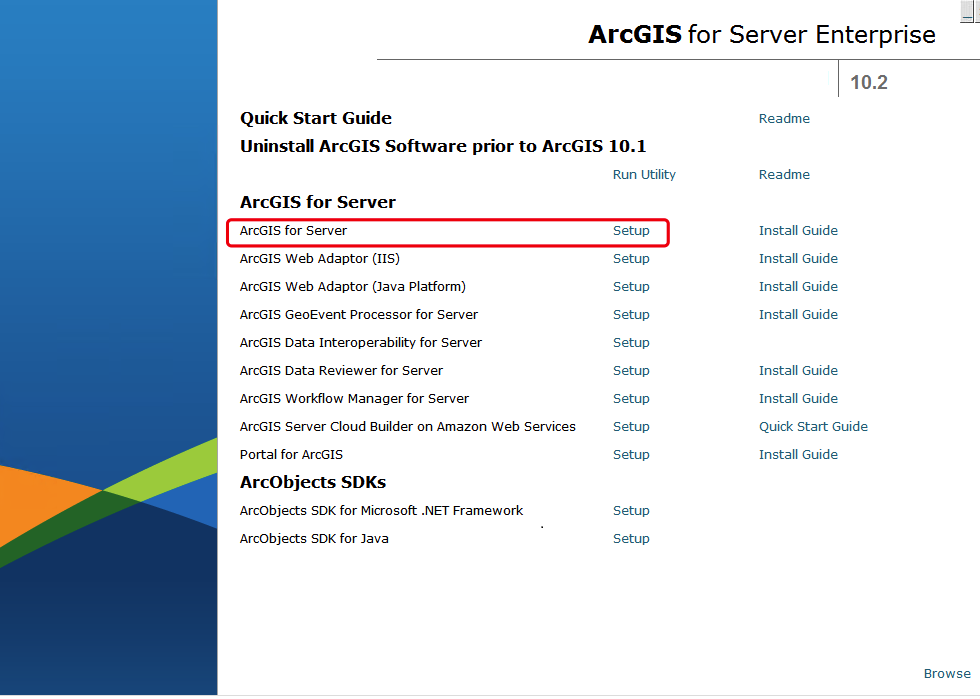 ArcGIS for Server Enterprise
10.2
Quick Start Guide Readme
Uninstall ArcGIS Software prior to ArcGIS 10.1
Run Utility Readme
ArcGIS for Server
ArcGIS for Server Setup Install Guide
ArcGIS Web Adaptor (IIS) Setup Install Guide
ArcGIS Web Adaptor (Java Platform) Setup Install Guide
ArcGIS GeoEvent Processor for Server Setup Install Guide
ArcGIS Data Interoperability for Server Setup
ArcGIS Data Reviewer for Server Setup Install Guide
ArcGIS Workflow Manager for Server Setup Install Guide
ArcGIS Server Cloud Builder on Amazon Web Services Setup Quick Start Guide
Portal for ArcGIS Setup Install Guide
ArcObjects SDKs
ArcObjects SDK for Microsoft .NET Framework Setup
ArcObjects SDK for Java Setup
Browse